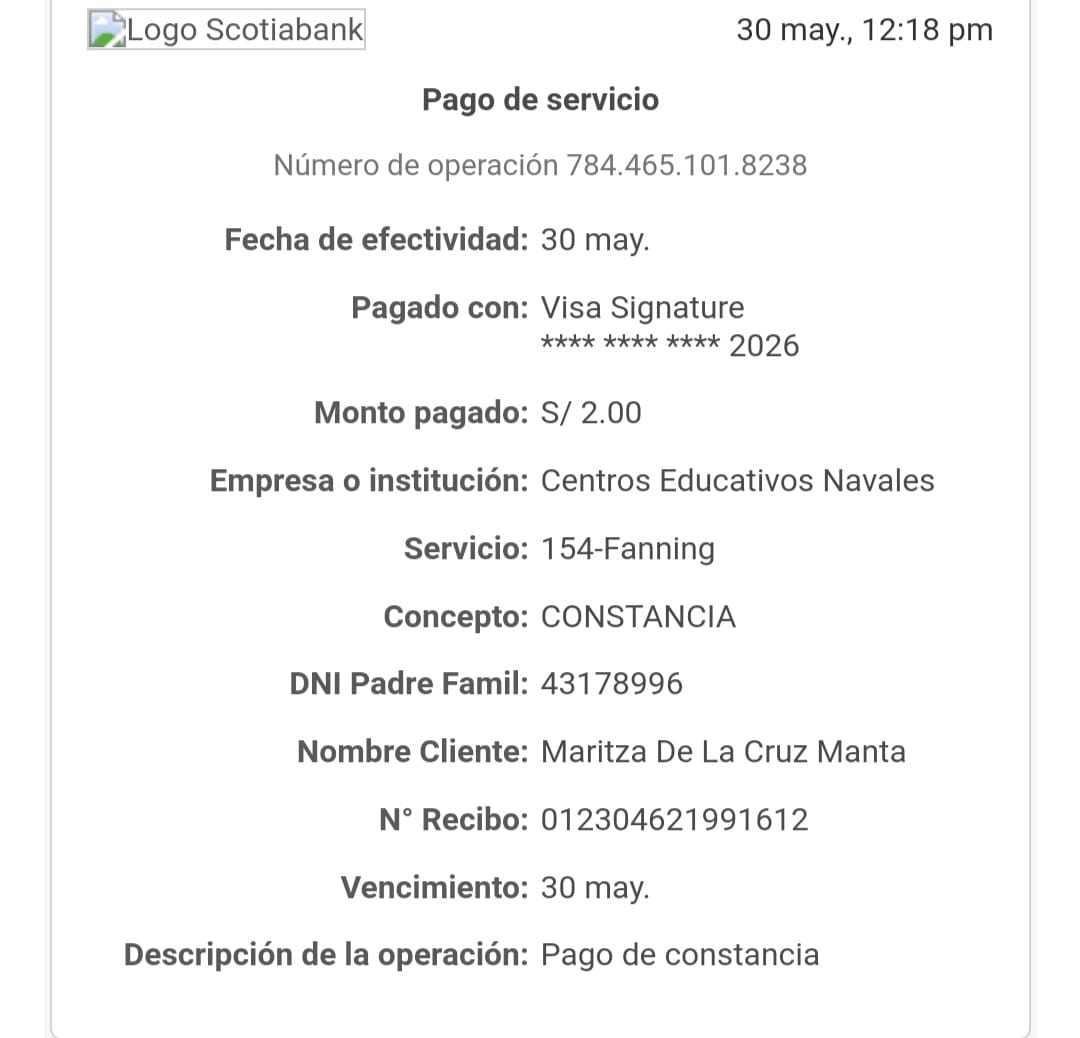 Logo Scotiabank 30 may., 12:18 pm
Pago de servicio
Número de operación 784.465.101.8238
Fecha de efectividad: 30 may.
Pagado con: Visa Signature
**** **** **** 2026
Monto pagado: S/ 2.00
Empresa o institución: Centros Educativos Navales
Servicio: 154-Fanning
Concepto: CONSTANCIA
DNI Padre Famil: 43178996
Nombre Cliente: Maritza De La Cruz Manta
N° Recibo: 012304621991612
Vencimiento: 30 may.
Descripción de la operación: Pago de constancia